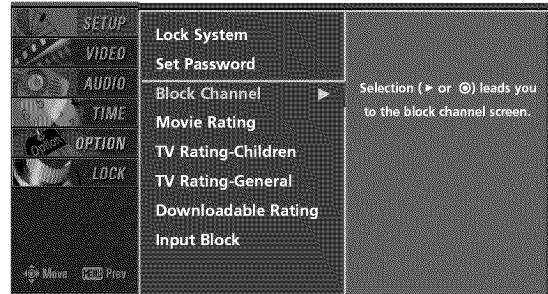 SETUP
VIDEO
AUDIO
TIME
Option
OPTION
LOCK
Move MENU Prev
Lock System
Set Password
Block Channel ▶
Movie Rating
TV Rating-Children
TV Rating-General
Downloadable Rating
Input Block
Selection (▶ or ◉) leads you
to the block channel screen.